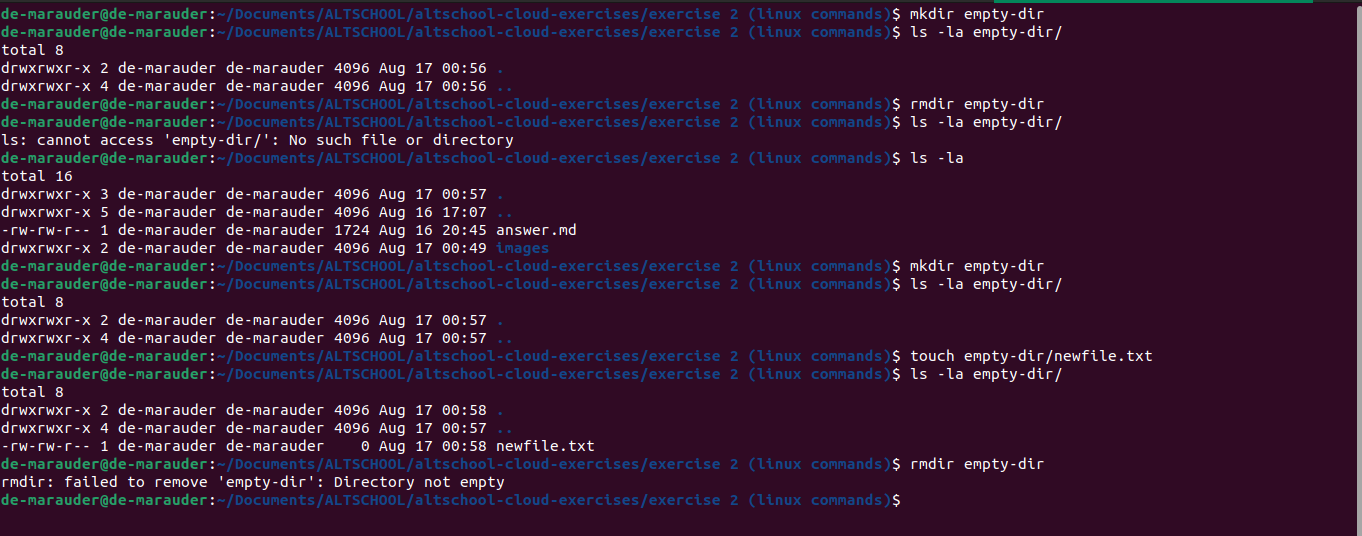 de-marauder@de-marauder:~/Documents/ALTSCHOOL/altschool-cloud-exercises/exercise 2 (linux commands)$ mkdir empty-dir
de-marauder@de-marauder:~/Documents/ALTSCHOOL/altschool-cloud-exercises/exercise 2 (linux commands)$ ls -la empty-dir/
total 8
drwxrwxr-x 2 de-marauder de-marauder 4096 Aug 17 00:56 .
drwxrwxr-x 4 de-marauder de-marauder 4096 Aug 17 00:56 ..
de-marauder@de-marauder:~/Documents/ALTSCHOOL/altschool-cloud-exercises/exercise 2 (linux commands)$ rmdir empty-dir
de-marauder@de-marauder:~/Documents/ALTSCHOOL/altschool-cloud-exercises/exercise 2 (linux commands)$ ls -la empty-dir/
ls: cannot access 'empty-dir/': No such file or directory
de-marauder@de-marauder:~/Documents/ALTSCHOOL/altschool-cloud-exercises/exercise 2 (linux commands)$ ls -la
total 16
drwxrwxr-x 3 de-marauder de-marauder 4096 Aug 17 00:57 .
drwxrwxr-x 5 de-marauder de-marauder 4096 Aug 16 17:07 ..
-rw-rw-r-- 1 de-marauder de-marauder 1724 Aug 16 20:45 answer.md
drwxrwxr-x 2 de-marauder de-marauder 4096 Aug 17 00:49 images
de-marauder@de-marauder:~/Documents/ALTSCHOOL/altschool-cloud-exercises/exercise 2 (linux commands)$ mkdir empty-dir
de-marauder@de-marauder:~/Documents/ALTSCHOOL/altschool-cloud-exercises/exercise 2 (linux commands)$ ls -la empty-dir/
total 8
drwxrwxr-x 2 de-marauder de-marauder 4096 Aug 17 00:57 .
drwxrwxr-x 4 de-marauder de-marauder 4096 Aug 17 00:57 ..
de-marauder@de-marauder:~/Documents/ALTSCHOOL/altschool-cloud-exercises/exercise 2 (linux commands)$ touch empty-dir/newfile.txt
de-marauder@de-marauder:~/Documents/ALTSCHOOL/altschool-cloud-exercises/exercise 2 (linux commands)$ ls -la empty-dir/
total 8
drwxrwxr-x 2 de-marauder de-marauder 4096 Aug 17 00:58 .
drwxrwxr-x 4 de-marauder de-marauder 4096 Aug 17 00:57 ..
-rw-rw-r-- 1 de-marauder de-marauder    0 Aug 17 00:58 newfile.txt
de-marauder@de-marauder:~/Documents/ALTSCHOOL/altschool-cloud-exercises/exercise 2 (linux commands)$ rmdir empty-dir
rmdir: failed to remove 'empty-dir': Directory not empty
de-marauder@de-marauder:~/Documents/ALTSCHOOL/altschool-cloud-exercises/exercise 2 (linux commands)$